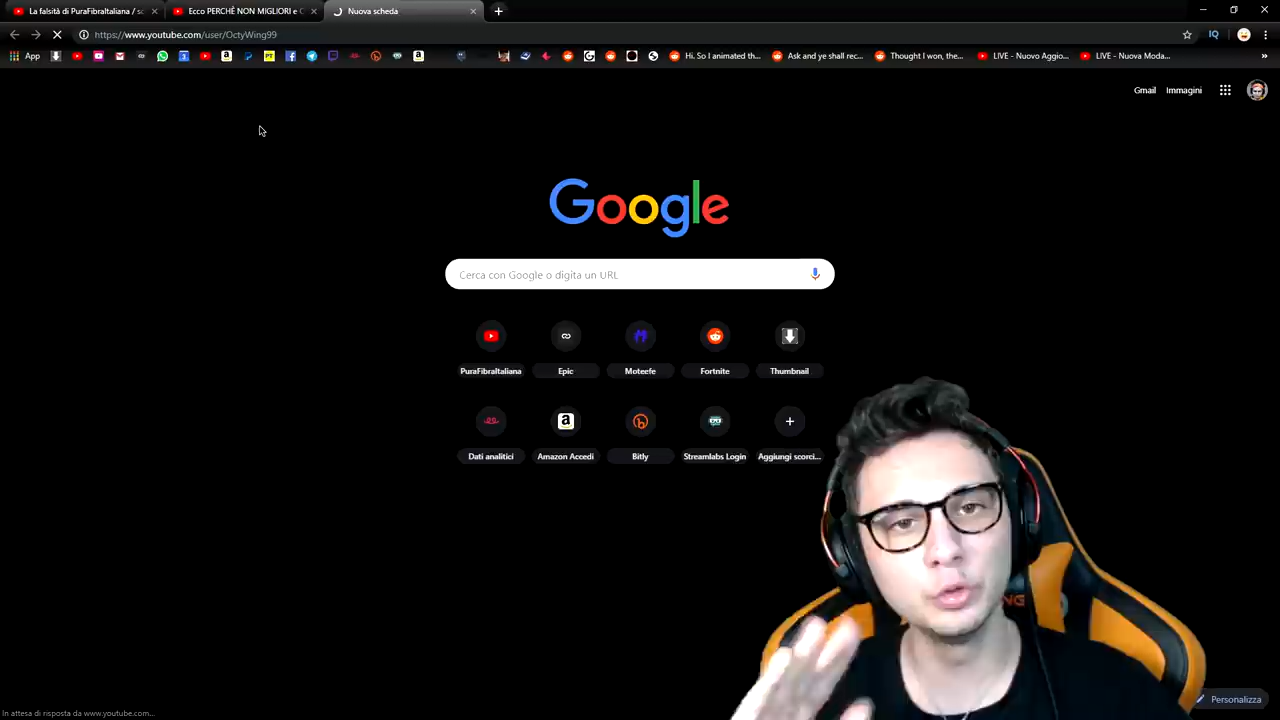 La falsità di PuraFibraItaliana / sc
Ecco PERCHÈ NON MIGLIORI e C
Nuova scheda
https://www.youtube.com/user/OctyWing99
App
Hi. So I animated th...
Ask and ye shall rec...
Thought I won, the...
LIVE - Nuovo Aggio...
LIVE - Nuova Moda...
Gmail
Immagini
Google
Cerca con Google o digita un URL
PuraFibraItaliana
Epic
Moteefe
Fortnite
Thumbnail
Dati analitici
Amazon Accedi
Bitly
Streamlabs Login
Aggiungi scorci...
Personalizza
In attesa di risposta da www.youtube.com...